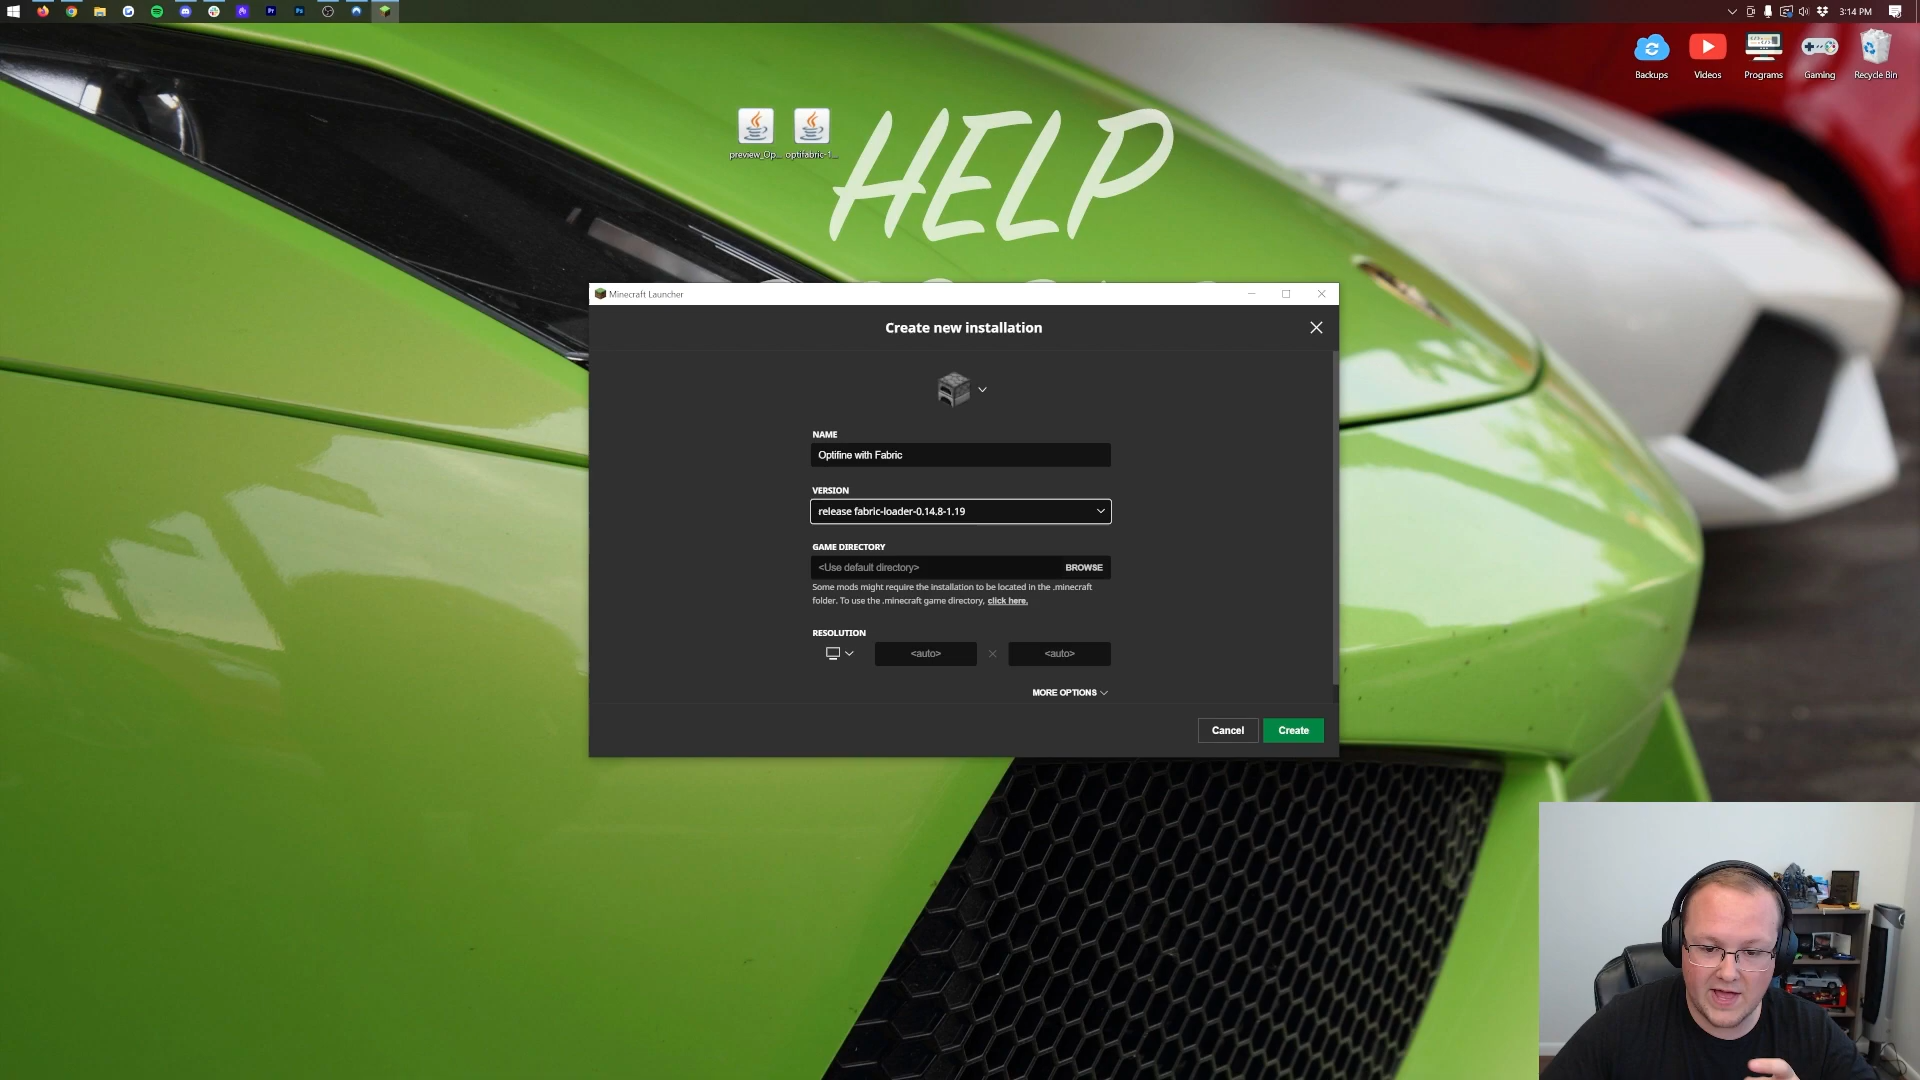 3:14 PM
Backups
Videos
Programs
Gaming
Recycle Bin
preview_Op...
optifabric-1...
HELP
Minecraft Launcher
Create new installation
NAME
Optifine with Fabric
VERSION
release fabric-loader-0.14.8-1.19
GAME DIRECTORY
<Use default directory>
BROWSE
Some mods might require the installation to be located in the .minecraft
folder. To use the .minecraft game directory, click here.
RESOLUTION
<auto>
<auto>
MORE OPTIONS
Cancel
Create